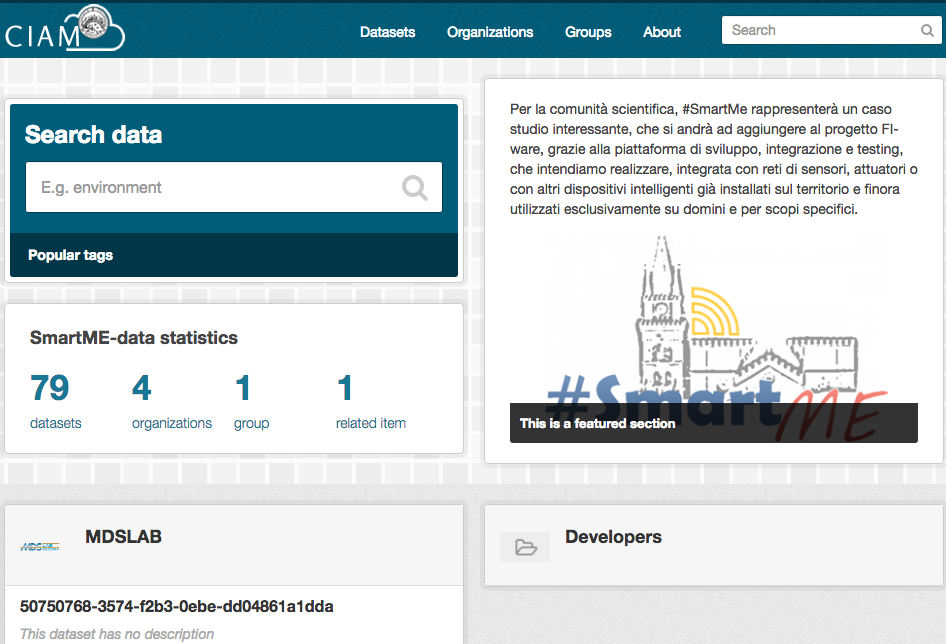 CIAM
Datasets
Organizations
Groups
About
Search
Search data
E.g. environment
Popular tags
Per la comunità scientifica, #SmartMe rappresenterà un caso
studio interessante, che si andrà ad aggiungere al progetto FI-
ware, grazie alla piattaforma di sviluppo, integrazione e testing,
che intendiamo realizzare, integrata con reti di sensori, attuatori o
con altri dispositivi intelligenti già installati sul territorio e finora
utilizzati esclusivamente su domini e per scopi specifici.
#SmartME
This is a featured section
SmartME-data statistics
79
datasets
4
organizations
1
group
1
related item
MDSLAB
50750768-3574-f2b3-0ebe-dd04861a1dda
This dataset has no description
Developers